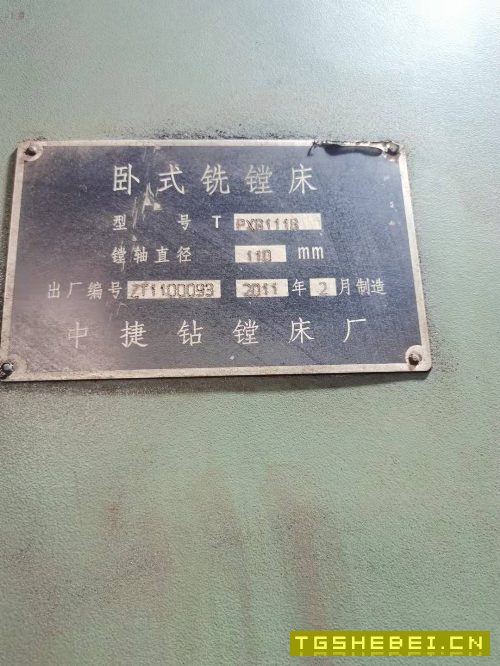 卧式铣镗床
型 号 T PX6111B
镗轴直径 110 mm
出厂编号 ZT1100093 2011 年 2 月制造
中捷钻镗床厂
TGSHEBEI.CN